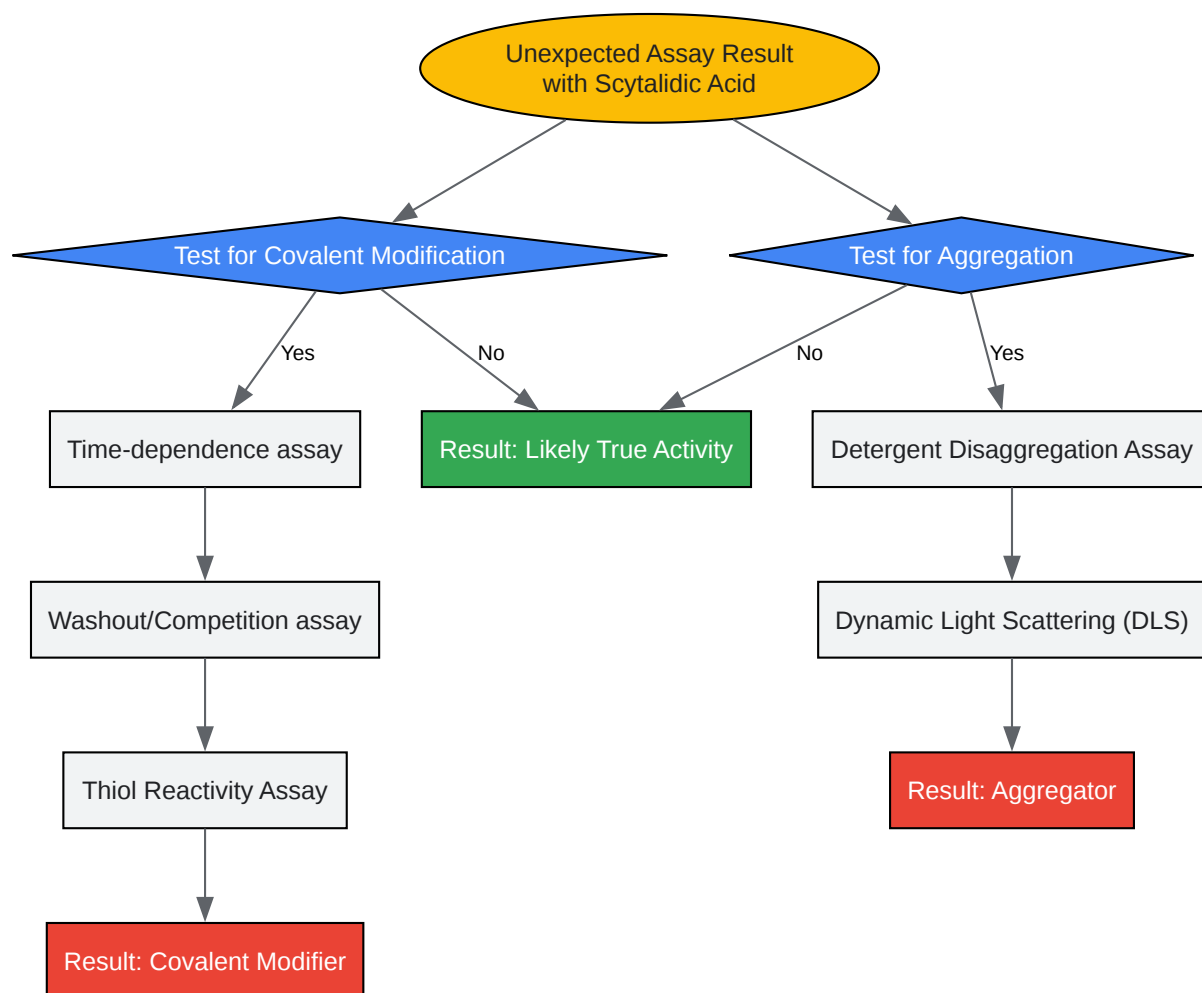 Unexpected Assay Result
with Scytalidic Acid
Test for Covalent Modification
Test for Aggregation
Yes
No
No
Yes
Time-dependence assay
Result: Likely True Activity
Detergent Disaggregation Assay
Washout/Competition assay
Dynamic Light Scattering (DLS)
Thiol Reactivity Assay
Result: Aggregator
Result: Covalent Modifier